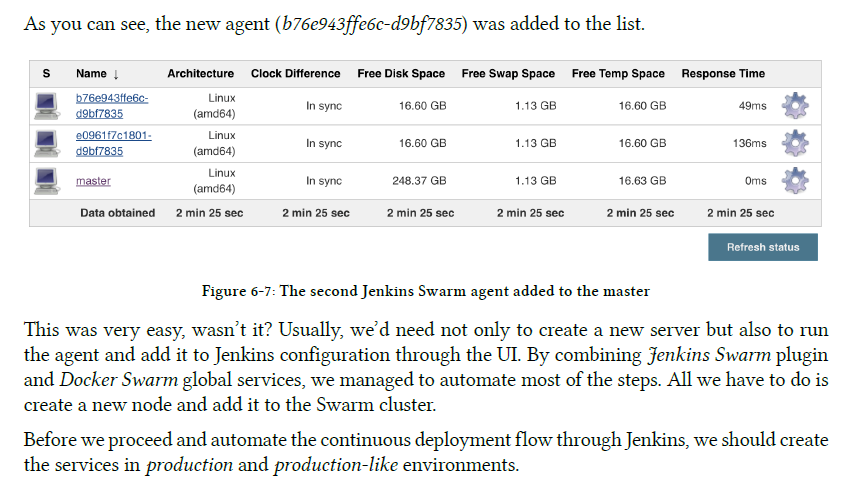 As you can see, the new agent (b76e943ffe6c-d9bf7835) was added to the list.
S Name ↓ Architecture Clock Difference Free Disk Space Free Swap Space Free Temp Space Response Time
b76e943ffe6c-
d9bf7835 Linux
(amd64) In sync 16.60 GB 1.13 GB 16.60 GB 49ms
e0961f7c1801-
d9bf7835 Linux
(amd64) In sync 16.60 GB 1.13 GB 16.60 GB 136ms
master Linux
(amd64) In sync 248.37 GB 1.13 GB 16.63 GB 0ms
Data obtained 2 min 25 sec 2 min 25 sec 2 min 25 sec 2 min 25 sec 2 min 25 sec 2 min 25 sec
Refresh status
Figure 6-7: The second Jenkins Swarm agent added to the master
This was very easy, wasn't it? Usually, we'd need not only to create a new server but also to run
the agent and add it to Jenkins configuration through the UI. By combining Jenkins Swarm plugin
and Docker Swarm global services, we managed to automate most of the steps. All we have to do is
create a new node and add it to the Swarm cluster.
Before we proceed and automate the continuous deployment flow through Jenkins, we should create
the services in production and production-like environments.